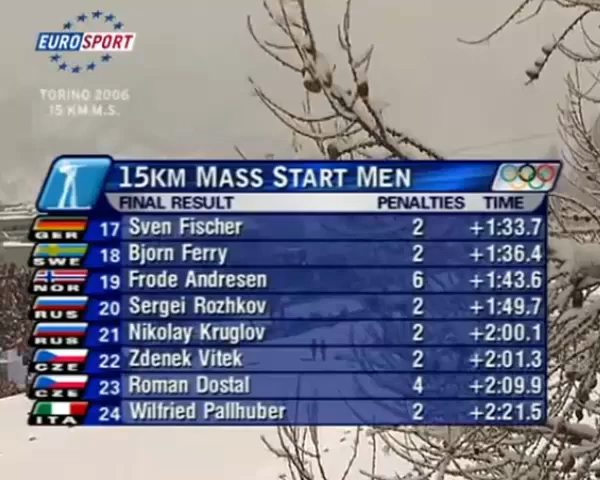 EUROSPORT
TORINO 2006
15 KM M.S.
15KM MASS START MEN
FINAL RESULT PENALTIES TIME
GER 17 Sven Fischer 2 +1:33.7
SWE 18 Bjorn Ferry 2 +1:36.4
NOR 19 Frode Andresen 6 +1:43.6
RUS 20 Sergei Rozhkov 2 +1:49.7
RUS 21 Nikolay Kruglov 2 +2:00.1
CZE 22 Zdenek Vitek 2 +2:01.3
CZE 23 Roman Dostal 4 +2:09.9
ITA 24 Wilfried Pallhuber 2 +2:21.5